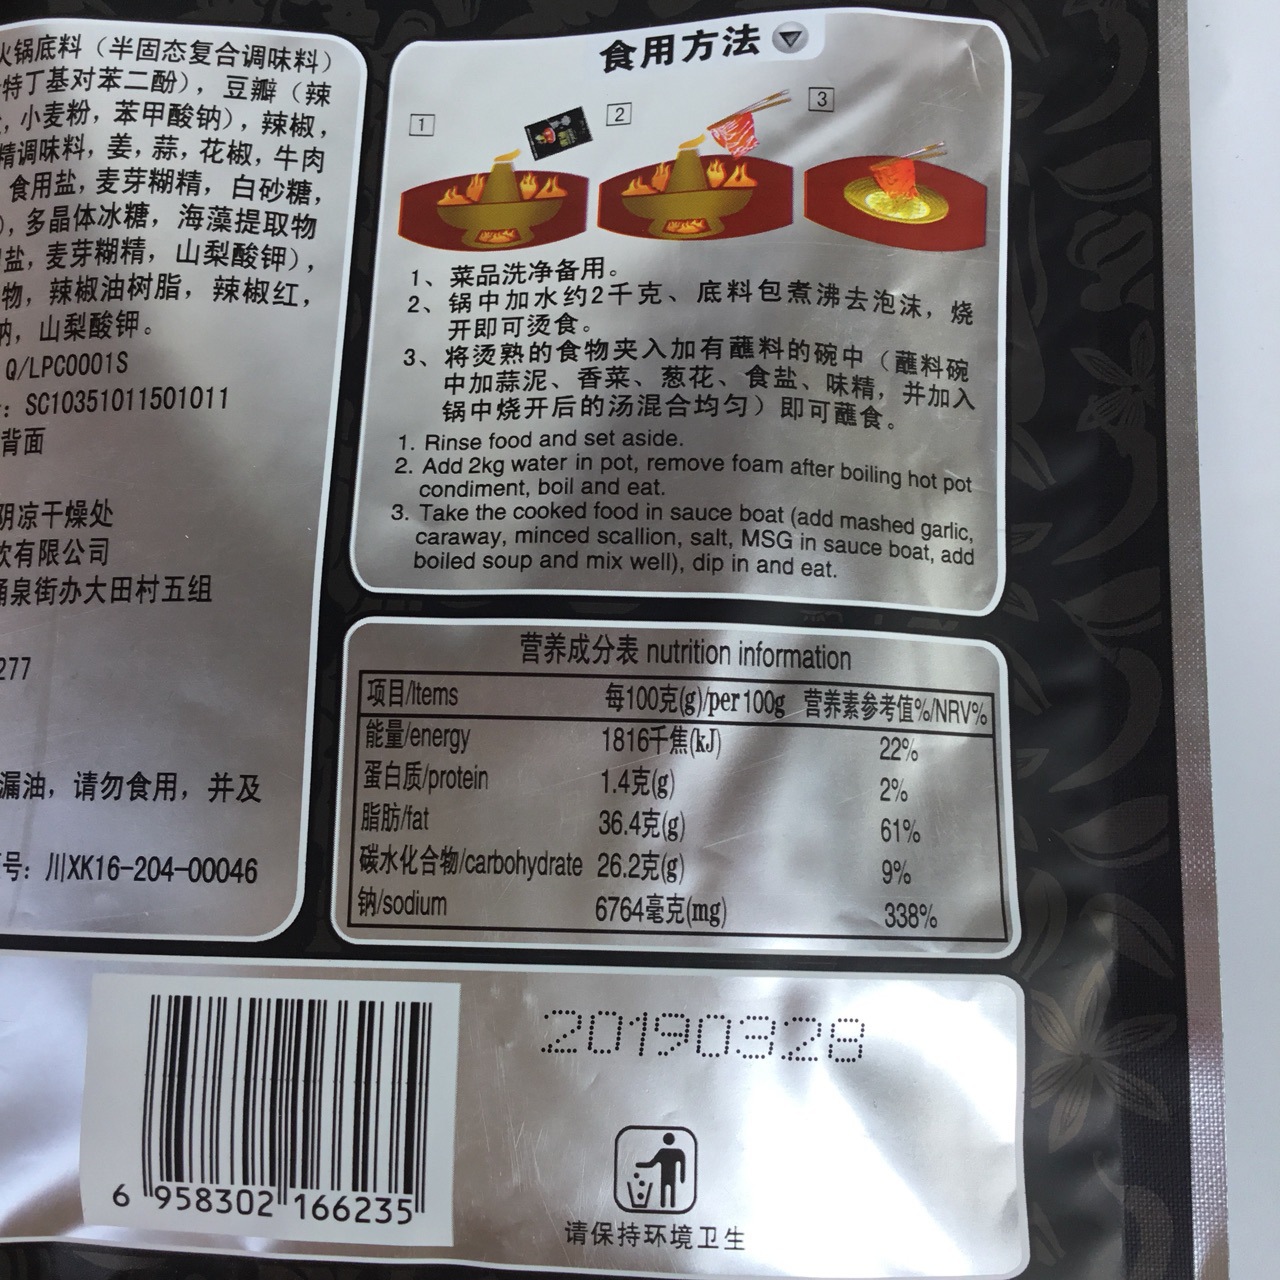 火锅底料（半固态复合调味料）
特丁基对苯二酚），豆瓣（辣
，小麦粉，苯甲酸钠），辣椒，
精调味料，姜，蒜，花椒，牛肉
食用盐，麦芽糊精，白砂糖，
），多晶体冰糖，海藻提取物
盐，麦芽糊精，山梨酸钾），
物，辣椒油树脂，辣椒红，
钠，山梨酸钾。
Q/LPC0001S
：SC10351011501011
背面
阴凉干燥处
饮有限公司
涌泉街办大田村五组
277
漏油，请勿食用，并及
号：川XK16-204-00046
食用方法
1
2
3
1、菜品洗净备用。
2、锅中加水约2千克、底料包煮沸去泡沫，烧
开即可烫食。
3、将烫熟的食物夹入加有蘸料的碗中（蘸料碗
中加蒜泥、香菜、葱花、食盐、味精，并加入
锅中烧开后的汤混合均匀）即可蘸食。
1. Rinse food and set aside.
2. Add 2kg water in pot, remove foam after boiling hot pot
condiment, boil and eat.
3. Take the cooked food in sauce boat (add mashed garlic,
caraway, minced scallion, salt, MSG in sauce boat, add
boiled soup and mix well), dip in and eat.
营养成分表 nutrition information
项目/Items 每100克(g)/per 100g 营养素参考值%/NRV%
能量/energy 1816千焦(kJ) 22%
蛋白质/protein 1.4克(g) 2%
脂肪/fat 36.4克(g) 61%
碳水化合物/carbohydrate 26.2克(g) 9%
钠/sodium 6764毫克(mg) 338%
20190328
6 958302 166235
请保持环境卫生